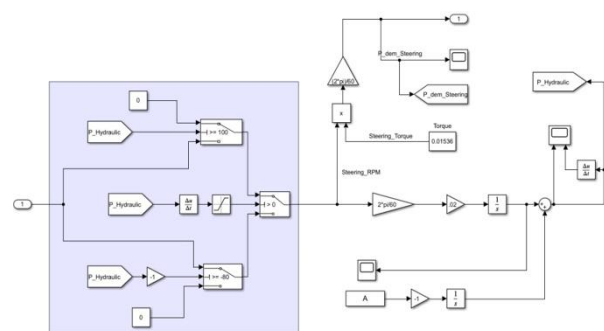 1
(2*pi)/60
P_dem_Steering
P_dem_Steering
P_Hydraulic
0
P_Hydraulic
>= 100
x
Torque
0.01536
Steering_Torque
Steering_RPM
Δu
Δt
1
P_Hydraulic
Δu
Δt
> 0
2*pi/60
.02
1
s
+
+
P_Hydraulic
-1
>= -80
0
A
-1
1
s